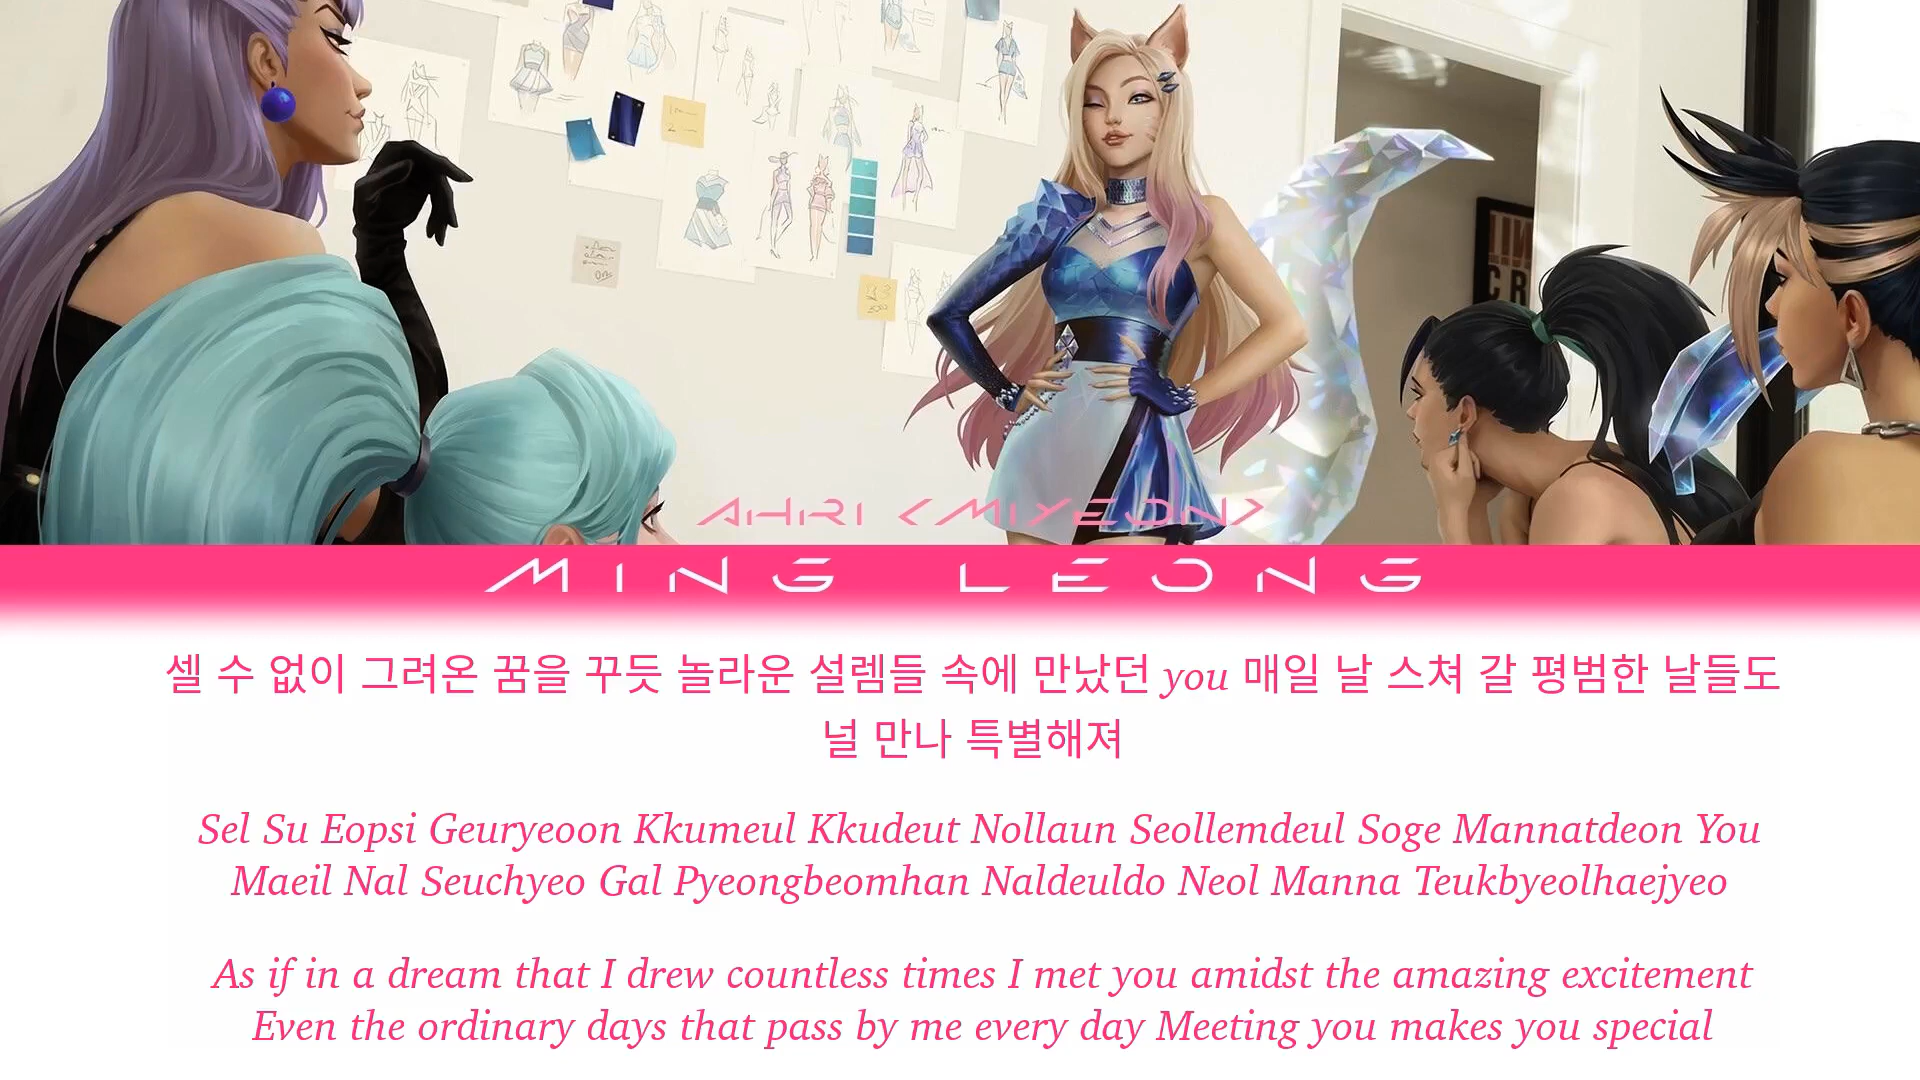 AHRI <MIYEON>
MING LEONG
셀 수 없이 그려온 꿈을 꾸듯 놀라운 설렘들 속에 만났던 you 매일 날 스쳐 갈 평범한 날들도
널 만나 특별해져
Sel Su Eopsi Geuryeoon Kkumeul Kkudeut Nollaun Seollemdeul Soge Mannatdeon You
Maeil Nal Seuchyeo Gal Pyeongbeomhan Naldeuldo Neol Manna Teukbyeolhaejyeo
As if in a dream that I drew countless times I met you amidst the amazing excitement
Even the ordinary days that pass by me every day Meeting you makes you special